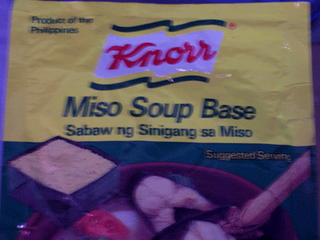 Product of the
Philippines
Knorr
Miso Soup Base
Sabaw ng Sinigang sa Miso
Suggested Serving